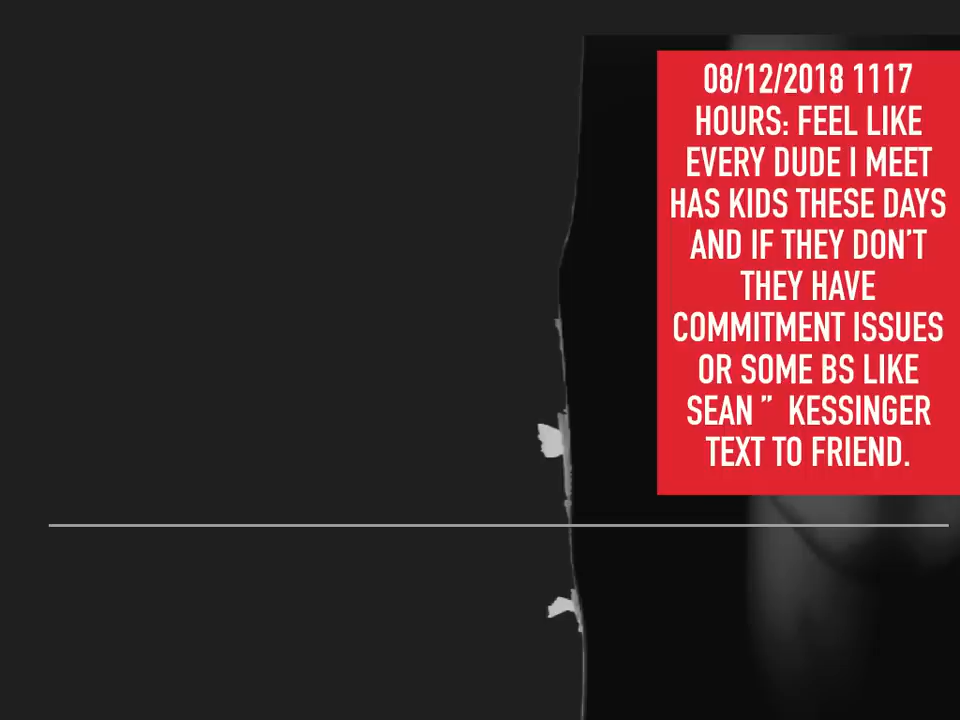 08/12/2018 1117
HOURS: FEEL LIKE
EVERY DUDE I MEET
HAS KIDS THESE DAYS
AND IF THEY DON’T
THEY HAVE
COMMITMENT ISSUES
OR SOME BS LIKE
SEAN ” KESSINGER
TEXT TO FRIEND.